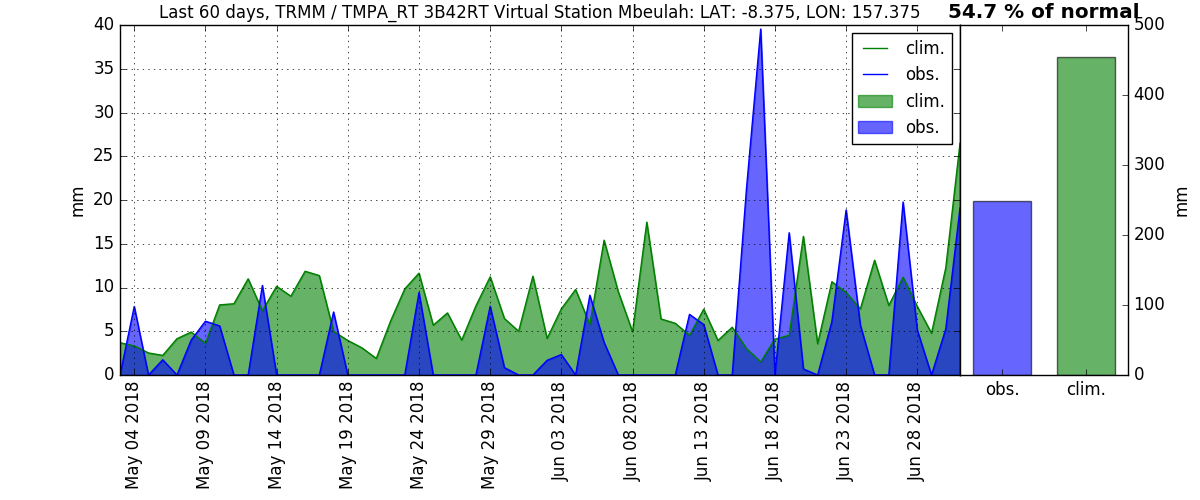 Last 60 days, TRMM / TMPA_RT 3B42RT Virtual Station Mbeulah: LAT: -8.375, LON: 157.375
54.7 % of normal
clim.
obs.
clim.
obs.
40
35
30
25
20
15
10
5
0
mm
500
400
300
200
100
0
mm
May 04 2018
May 09 2018
May 14 2018
May 19 2018
May 24 2018
May 29 2018
Jun 03 2018
Jun 08 2018
Jun 13 2018
Jun 18 2018
Jun 23 2018
Jun 28 2018
obs.
clim.